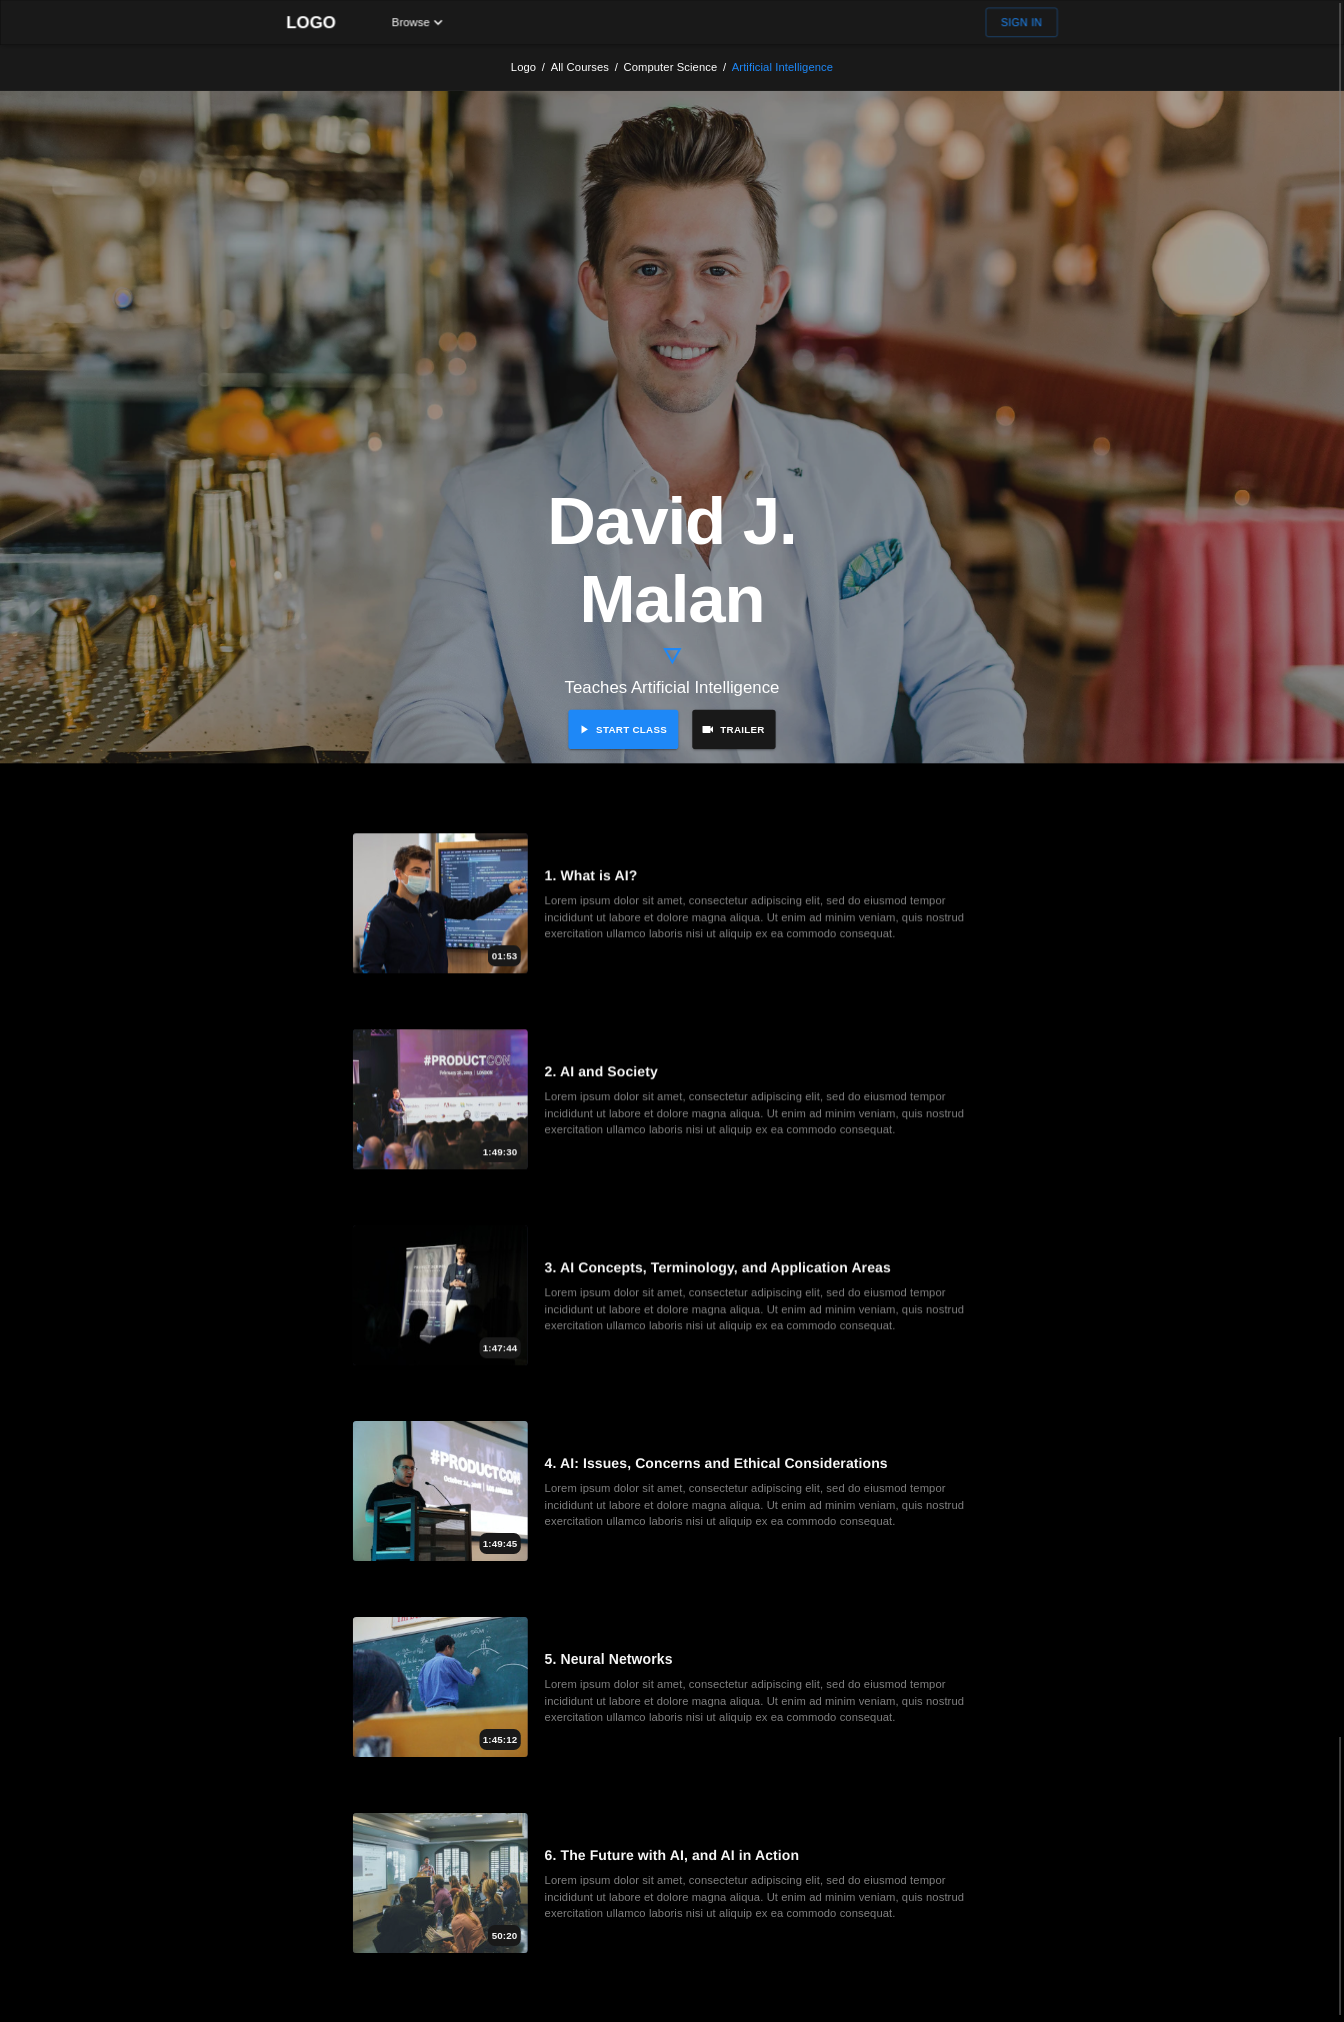 LOGO
Browse
SIGN IN
Logo / All Courses / Computer Science / Artificial Intelligence
David J.
Malan
Teaches Artificial Intelligence
START CLASS
TRAILER
01:53
1. What is AI?
Lorem ipsum dolor sit amet, consectetur adipiscing elit, sed do eiusmod tempor
incididunt ut labore et dolore magna aliqua. Ut enim ad minim veniam, quis nostrud
exercitation ullamco laboris nisi ut aliquip ex ea commodo consequat.
#PRODUCTCON
February 28, 2019 | LONDON
1:49:30
2. AI and Society
Lorem ipsum dolor sit amet, consectetur adipiscing elit, sed do eiusmod tempor
incididunt ut labore et dolore magna aliqua. Ut enim ad minim veniam, quis nostrud
exercitation ullamco laboris nisi ut aliquip ex ea commodo consequat.
1:47:44
3. AI Concepts, Terminology, and Application Areas
Lorem ipsum dolor sit amet, consectetur adipiscing elit, sed do eiusmod tempor
incididunt ut labore et dolore magna aliqua. Ut enim ad minim veniam, quis nostrud
exercitation ullamco laboris nisi ut aliquip ex ea commodo consequat.
#PRODUCTCON
LOS ANGELES
1:49:45
4. AI: Issues, Concerns and Ethical Considerations
Lorem ipsum dolor sit amet, consectetur adipiscing elit, sed do eiusmod tempor
incididunt ut labore et dolore magna aliqua. Ut enim ad minim veniam, quis nostrud
exercitation ullamco laboris nisi ut aliquip ex ea commodo consequat.
1:45:12
5. Neural Networks
Lorem ipsum dolor sit amet, consectetur adipiscing elit, sed do eiusmod tempor
incididunt ut labore et dolore magna aliqua. Ut enim ad minim veniam, quis nostrud
exercitation ullamco laboris nisi ut aliquip ex ea commodo consequat.
50:20
6. The Future with AI, and AI in Action
Lorem ipsum dolor sit amet, consectetur adipiscing elit, sed do eiusmod tempor
incididunt ut labore et dolore magna aliqua. Ut enim ad minim veniam, quis nostrud
exercitation ullamco laboris nisi ut aliquip ex ea commodo consequat.